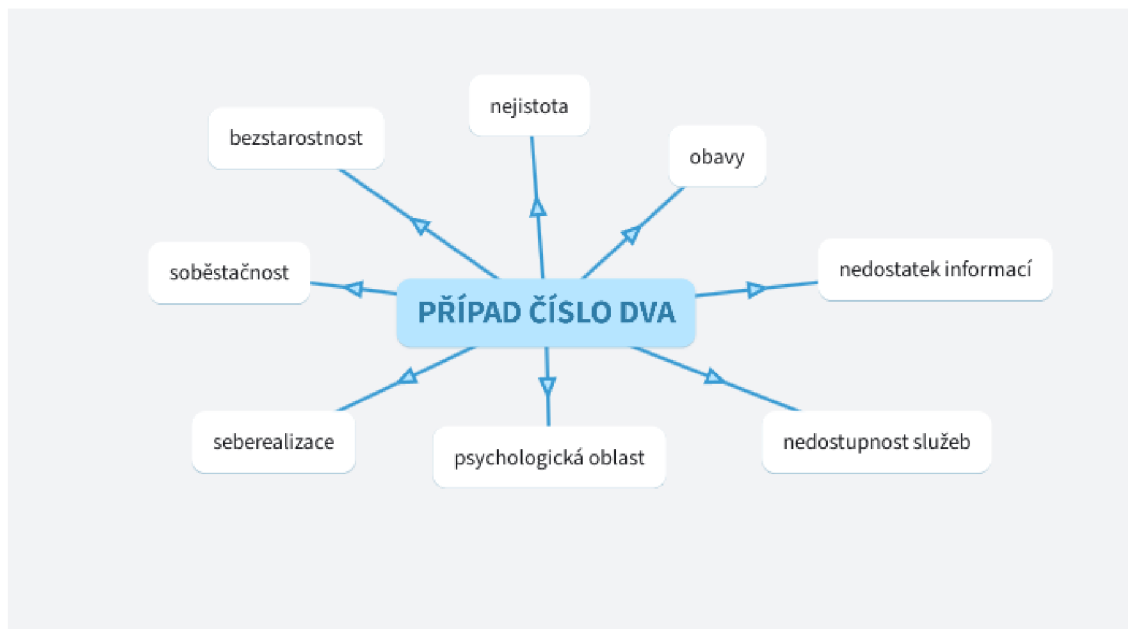 nejistota
bezstarostnost
obavy
soběstačnost
nedostatek informací
PŘÍPAD ČÍSLO DVA
seberealizace
psychologická oblast
nedostupnost služeb